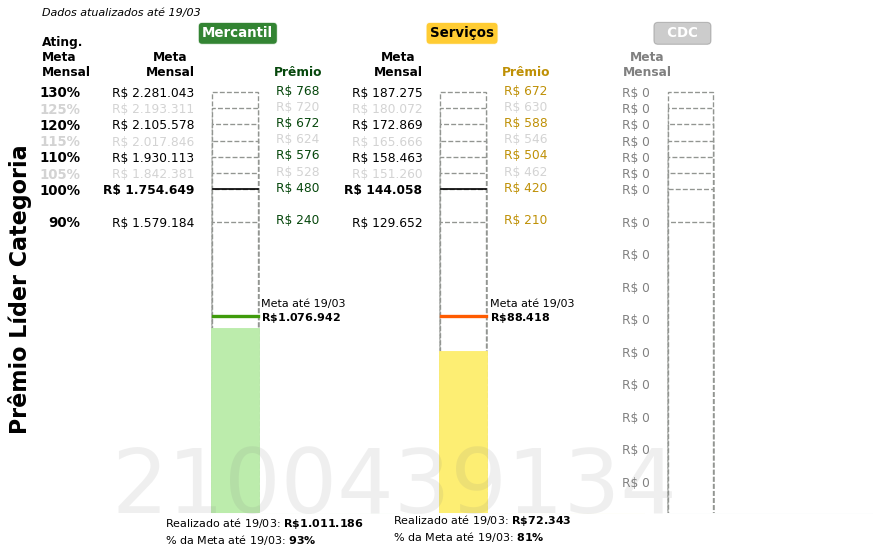 Dados atualizados até 19/03
Mercantil
Serviços
CDC
Ating.
Meta
Mensal
Meta
Mensal
Prêmio
Meta
Mensal
Prêmio
Meta
Mensal
130% R$ 2.281.043 R$ 768 R$ 187.275 R$ 672 R$ 0
125% R$ 2.193.311 R$ 720 R$ 180.072 R$ 630 R$ 0
120% R$ 2.105.578 R$ 672 R$ 172.869 R$ 588 R$ 0
115% R$ 2.017.846 R$ 624 R$ 165.666 R$ 546 R$ 0
110% R$ 1.930.113 R$ 576 R$ 158.463 R$ 504 R$ 0
105% R$ 1.842.381 R$ 528 R$ 151.260 R$ 462 R$ 0
100% R$ 1.754.649 R$ 480 R$ 144.058 R$ 420 R$ 0
90% R$ 1.579.184 R$ 240 R$ 129.652 R$ 210 R$ 0
R$ 0
R$ 0
R$ 0
R$ 0
R$ 0
R$ 0
R$ 0
R$ 0
Meta até 19/03
R$1.076.942
Meta até 19/03
R$88.418
Prêmio Líder Categoria
2100439134
Realizado até 19/03: R$1.011.186
% da Meta até 19/03: 93%
Realizado até 19/03: R$72.343
% da Meta até 19/03: 81%